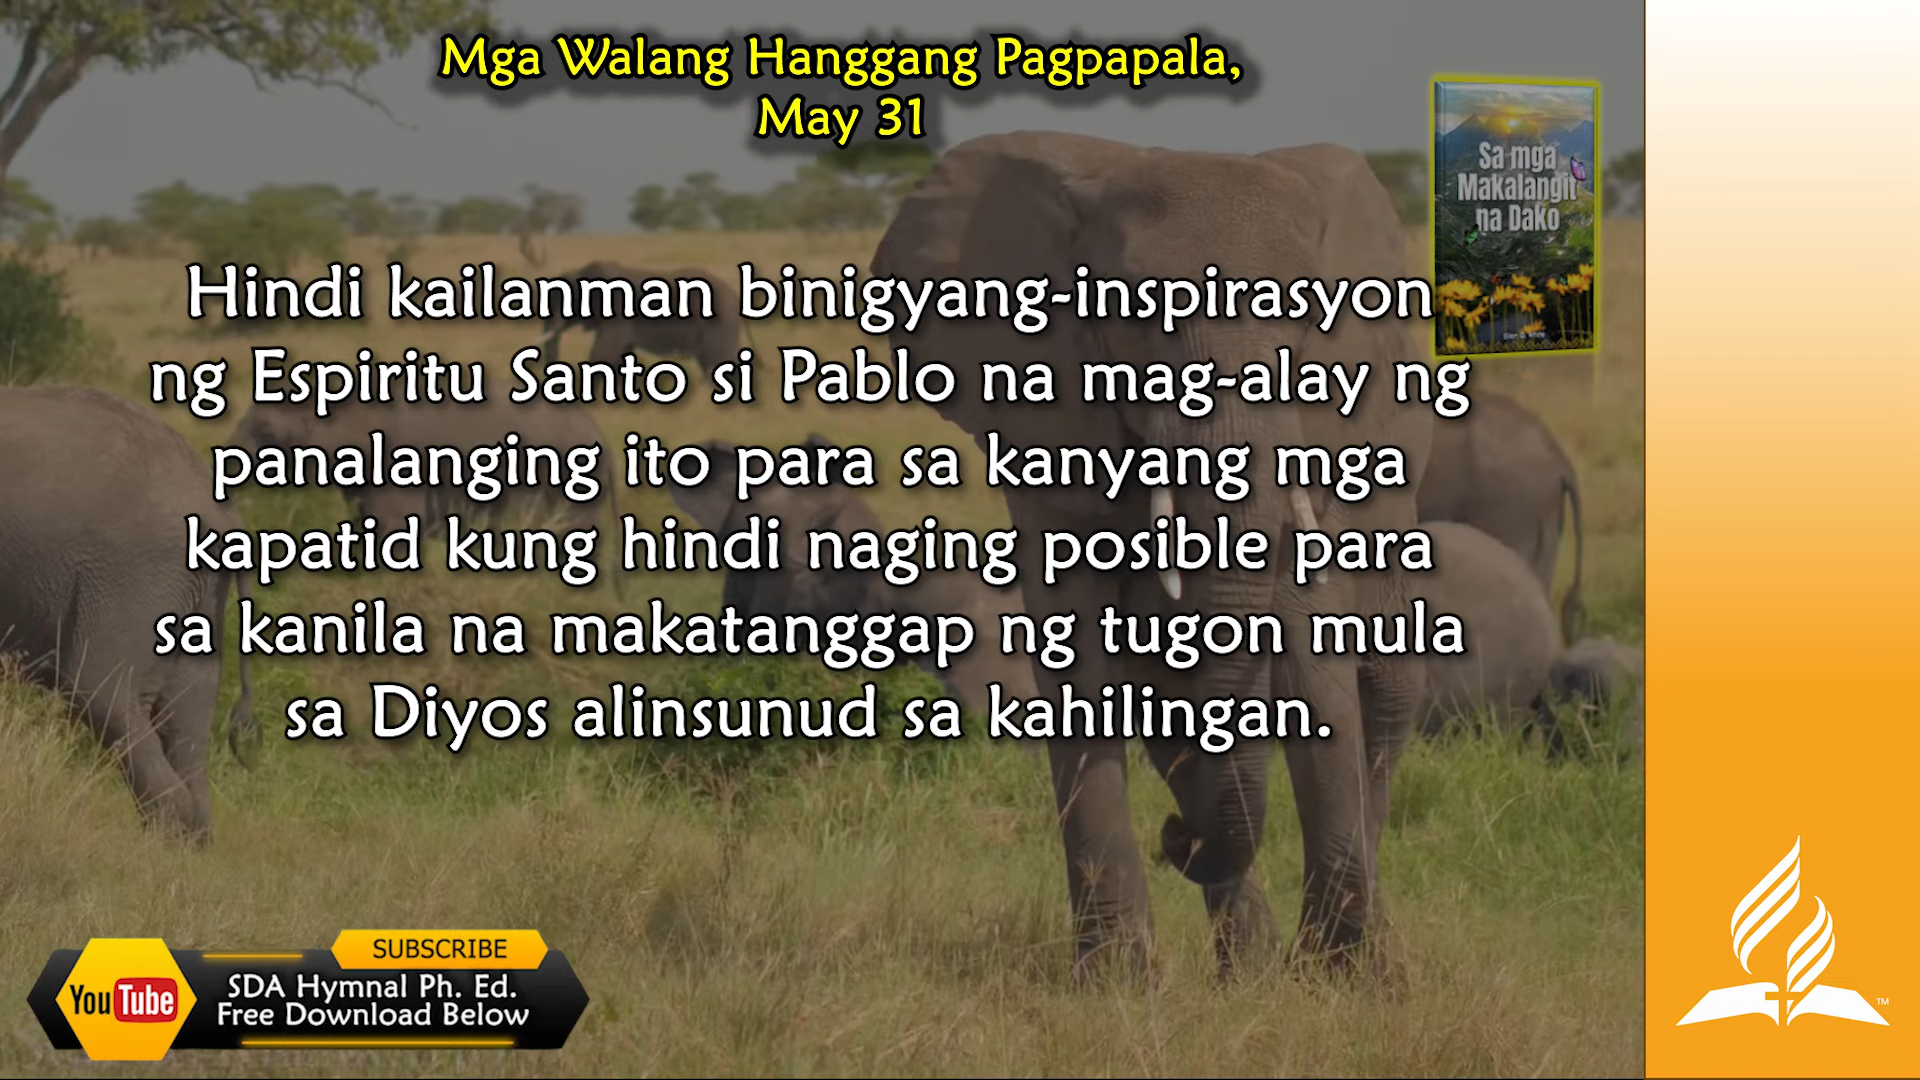 Mga Walang Hanggang Pagpapala,
May 31
Sa mga
Makalangit
na Dako
Ellen G. White
Hindi kailanman binigyang-inspirasyon
ng Espiritu Santo si Pablo na mag-alay ng
panalanging ito para sa kanyang mga
kapatid kung hindi naging posible para
sa kanila na makatanggap ng tugon mula
sa Diyos alinsunud sa kahilingan.
SUBSCRIBE
YouTube
SDA Hymnal Ph. Ed.
Free Download Below
TM